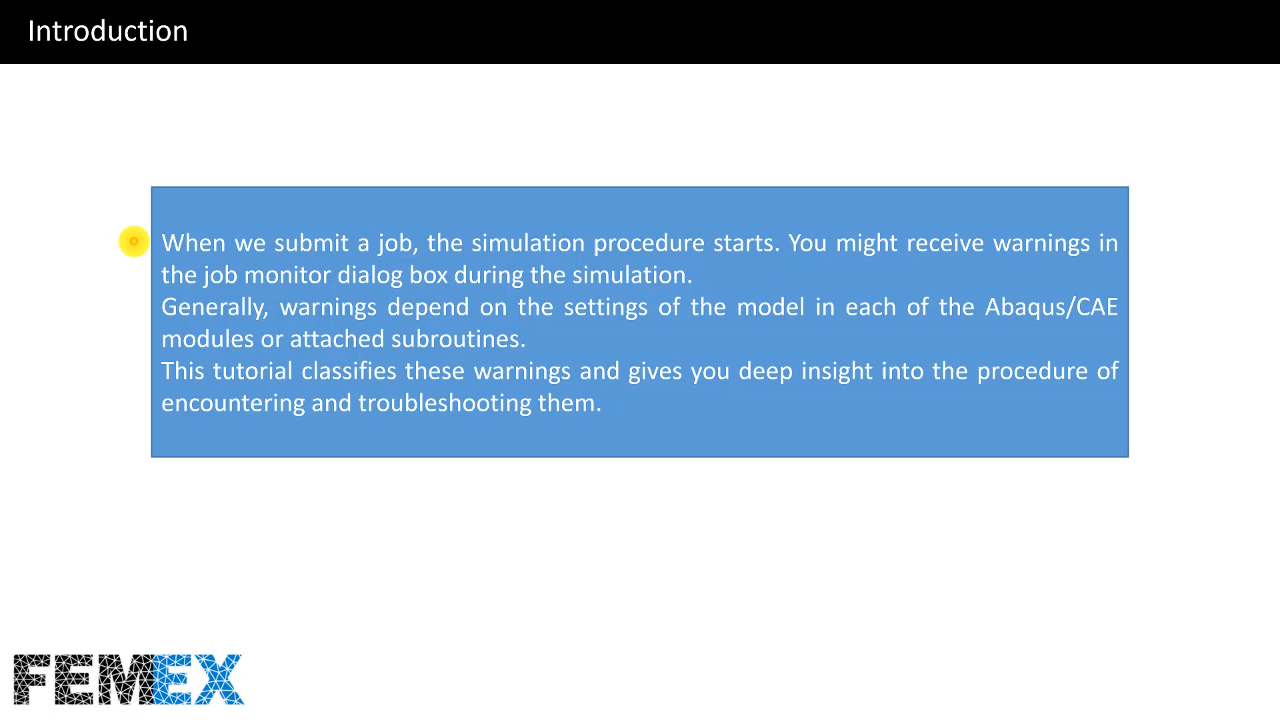 Introduction
When we submit a job, the simulation procedure starts. You might receive warnings in
the job monitor dialog box during the simulation.
Generally, warnings depend on the settings of the model in each of the Abaqus/CAE
modules or attached subroutines.
This tutorial classifies these warnings and gives you deep insight into the procedure of
encountering and troubleshooting them.
FEMEX